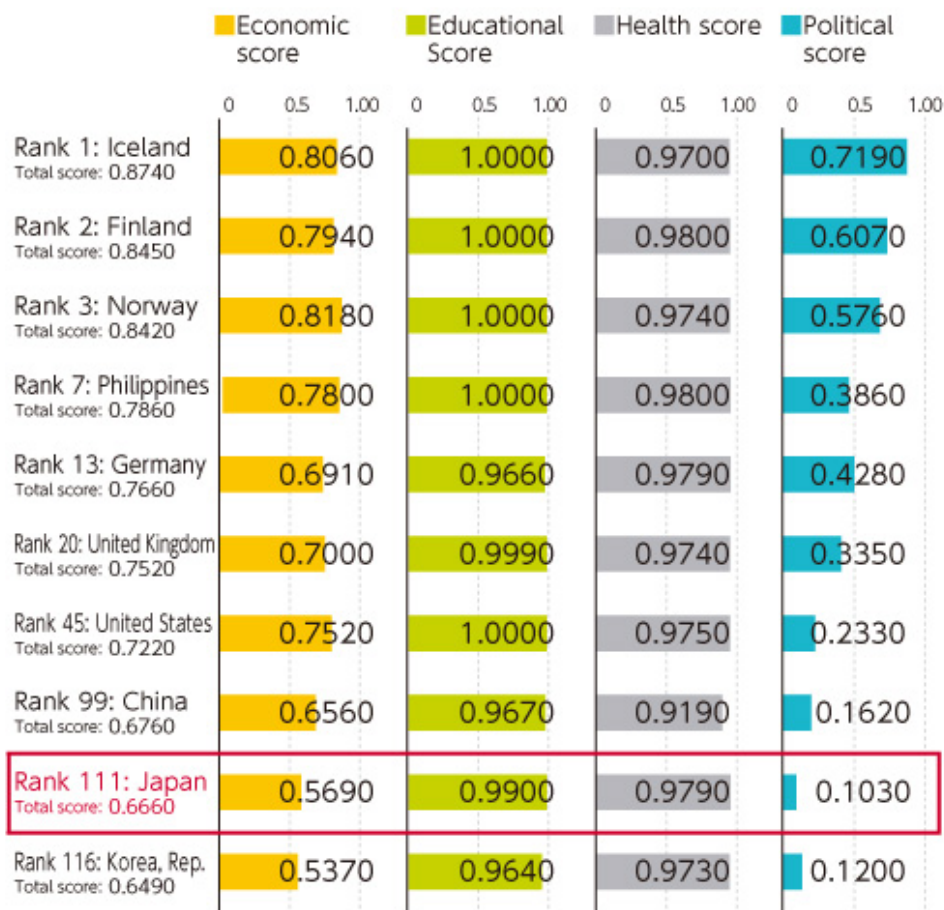 Economic score
Educational Score
Health score
Political score
0 0.5 1.00 0 0.5 1.00 0 0.5 1.00 0 0.5 1.00
Rank 1: Iceland 0.8060 1.0000 0.9700 0.7190
Total score: 0.8740
Rank 2: Finland 0.7940 1.0000 0.9800 0.6070
Total score: 0.8450
Rank 3: Norway 0.8180 1.0000 0.9740 0.5760
Total score: 0.8420
Rank 7: Philippines 0.7800 1.0000 0.9800 0.3860
Total score: 0.7860
Rank 13: Germany 0.6910 0.9660 0.9790 0.4280
Total score: 0.7660
Rank 20: United Kingdom 0.7000 0.9990 0.9740 0.3350
Total score: 0.7520
Rank 45: United States 0.7520 1.0000 0.9750 0.2330
Total score: 0.7220
Rank 99: China 0.6560 0.9670 0.9190 0.1620
Total score: 0.6760
Rank 111: Japan 0.5690 0.9900 0.9790 0.1030
Total score: 0.6660
Rank 116: Korea, Rep. 0.5370 0.9640 0.9730 0.1200
Total score: 0.6490